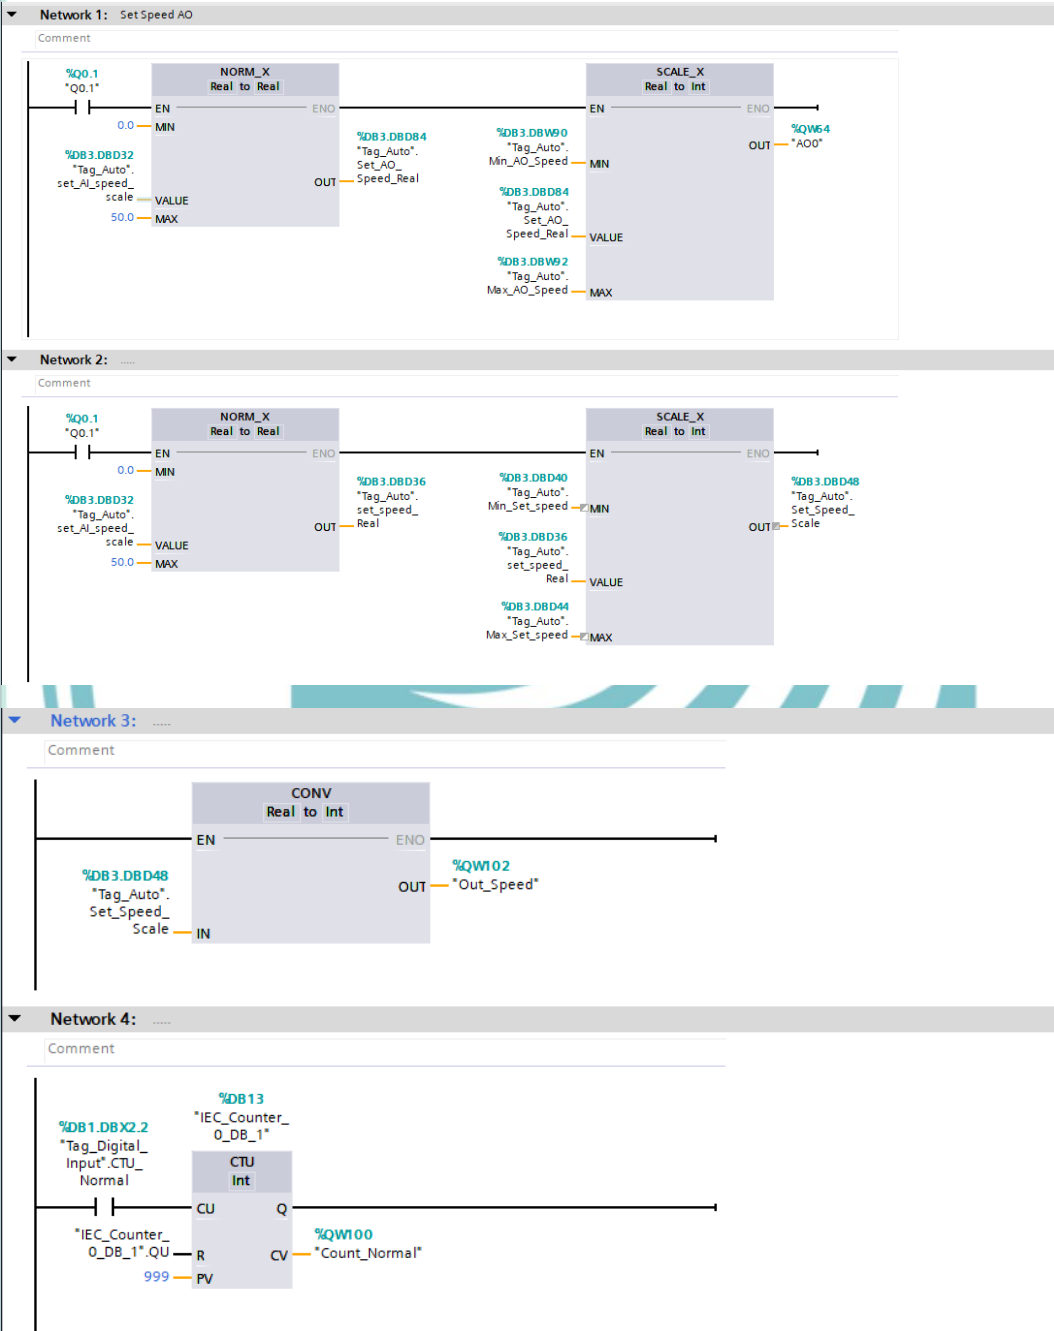 Network 1: Set Speed AO
Comment
%Q0.1
"Q0.1"
NORM_X
Real to Real
EN
ENO
0.0
MIN
%DB3.DBD32
"Tag_Auto".
set_AI_speed_
scale
VALUE
50.0
MAX
OUT
%DB3.DBD84
"Tag_Auto".
Set_AO_
Speed_Real
SCALE_X
Real to Int
EN
ENO
%DB3.DBW90
"Tag_Auto".
Min_AO_Speed
MIN
%DB3.DBD84
"Tag_Auto".
Set_AO_
Speed_Real
VALUE
%DB3.DBW92
"Tag_Auto".
Max_AO_Speed
MAX
OUT
%QW64
"AO0"
Network 2: .....
Comment
%Q0.1
"Q0.1"
NORM_X
Real to Real
EN
ENO
0.0
MIN
%DB3.DBD32
"Tag_Auto".
set_AI_speed_
scale
VALUE
50.0
MAX
OUT
%DB3.DBD36
"Tag_Auto".
set_speed_
Real
SCALE_X
Real to Int
EN
ENO
%DB3.DBD40
"Tag_Auto".
Min_Set_speed
MIN
%DB3.DBD36
"Tag_Auto".
set_speed_
Real
VALUE
%DB3.DBD44
"Tag_Auto".
Max_Set_speed
MAX
OUT
%DB3.DBD48
"Tag_Auto".
Set_Speed_
Scale
Network 3: .....
Comment
CONV
Real to Int
EN
ENO
%DB3.DBD48
"Tag_Auto".
Set_Speed_
Scale
IN
OUT
%QW102
"Out_Speed"
Network 4: .....
Comment
%DB1.DBX2.2
"Tag_Digital_
Input".CTU_
Normal
%DB13
"IEC_Counter_
0_DB_1"
CTU
Int
CU
Q
"IEC_Counter_
0_DB_1".QU
R
999
PV
CV
%QW100
"Count_Normal"